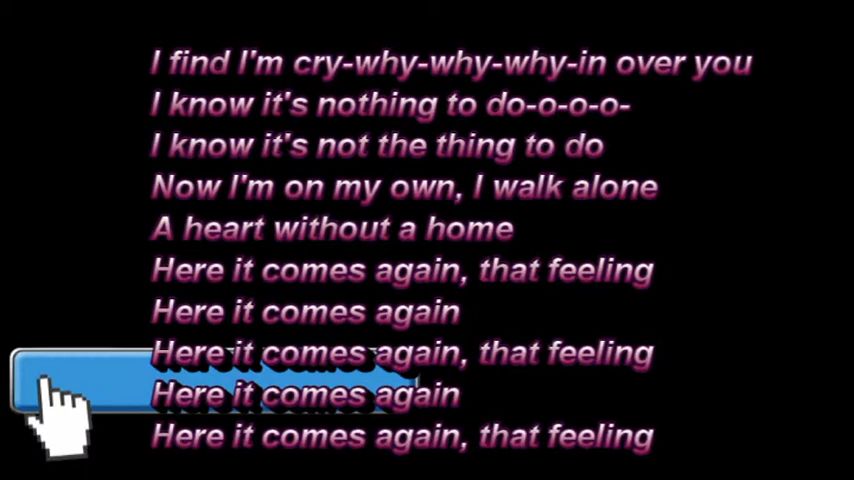 I find I'm cry-why-why-why-in over you
I know it's nothing to do-o-o-o-
I know it's not the thing to do
Now I'm on my own, I walk alone
A heart without a home
Here it comes again, that feeling
Here it comes again
Here it comes again, that feeling
Here it comes again
Here it comes again, that feeling